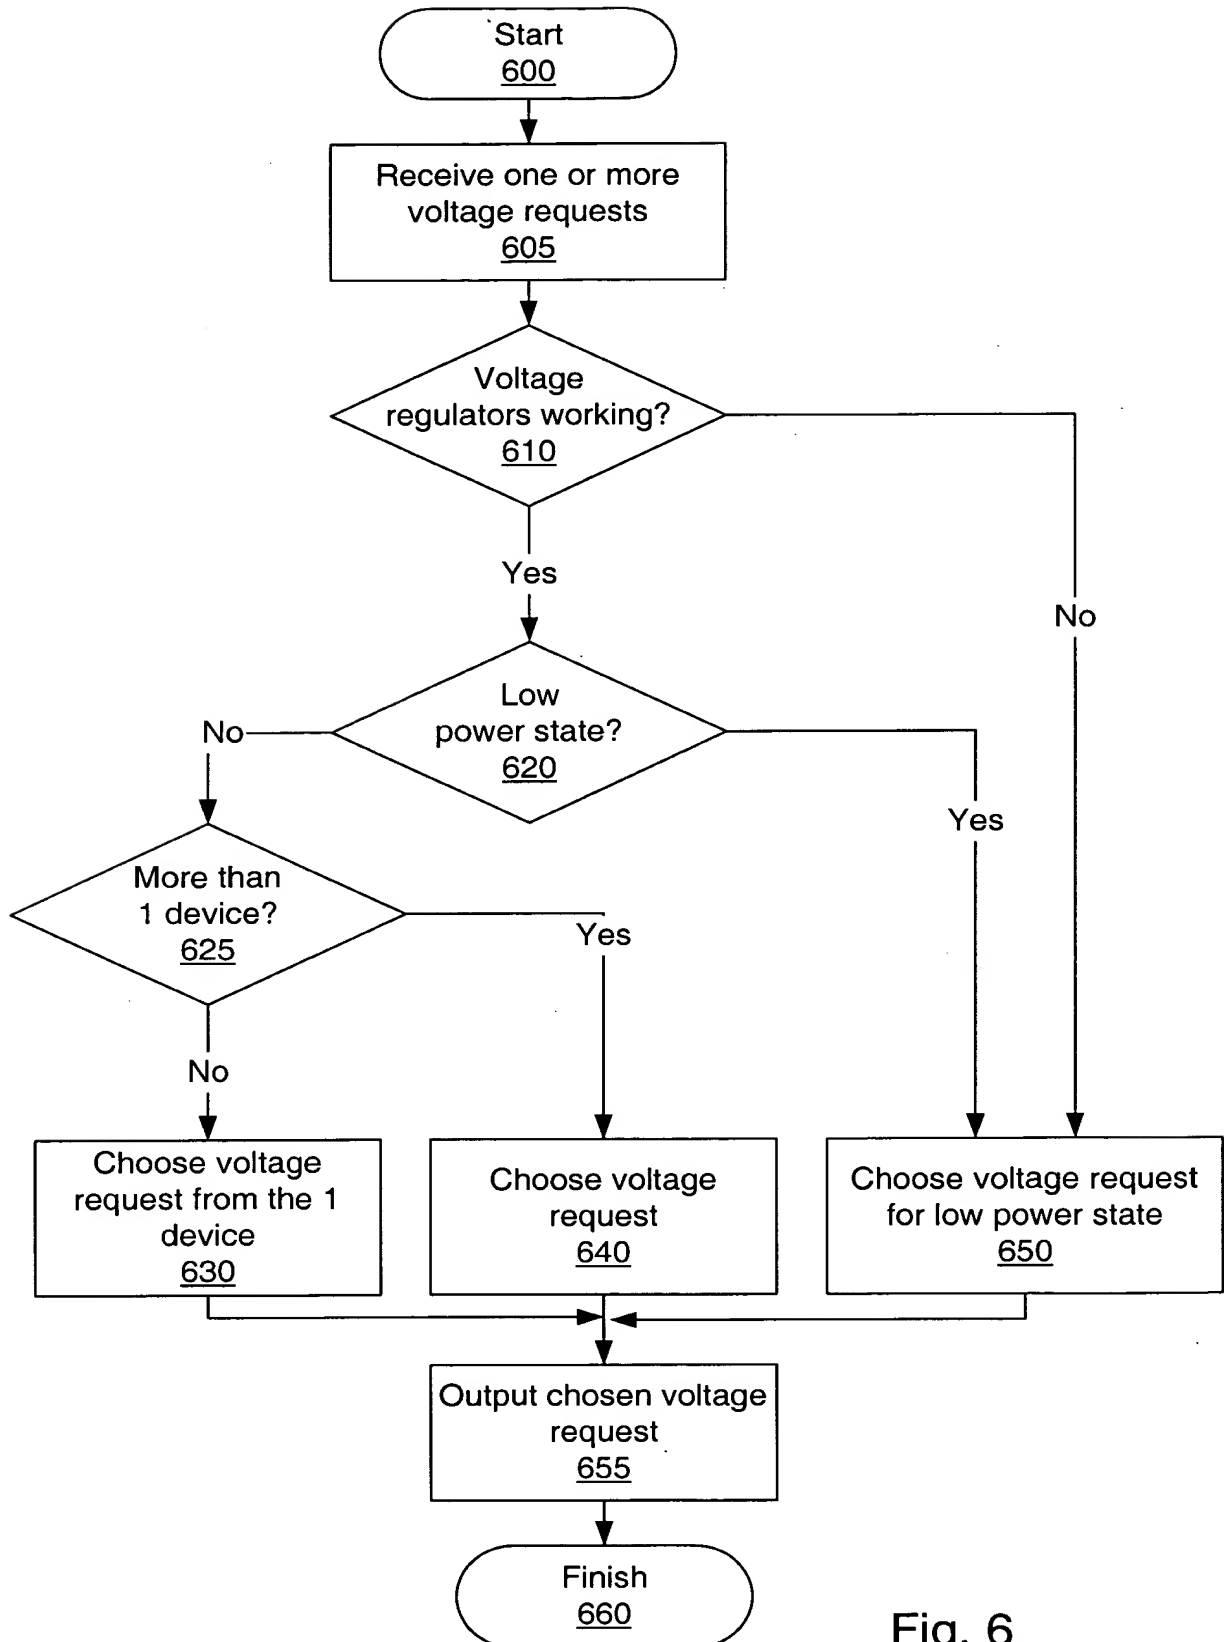 Start
600
Receive one or more
voltage requests
605
Voltage
regulators working?
610
Yes
No
Low
power state?
620
No
Yes
More than
1 device?
625
Yes
No
Choose voltage
request from the 1
device
630
Choose voltage
request
640
Choose voltage request
for low power state
650
Output chosen voltage
request
655
Finish
660
Fig. 6